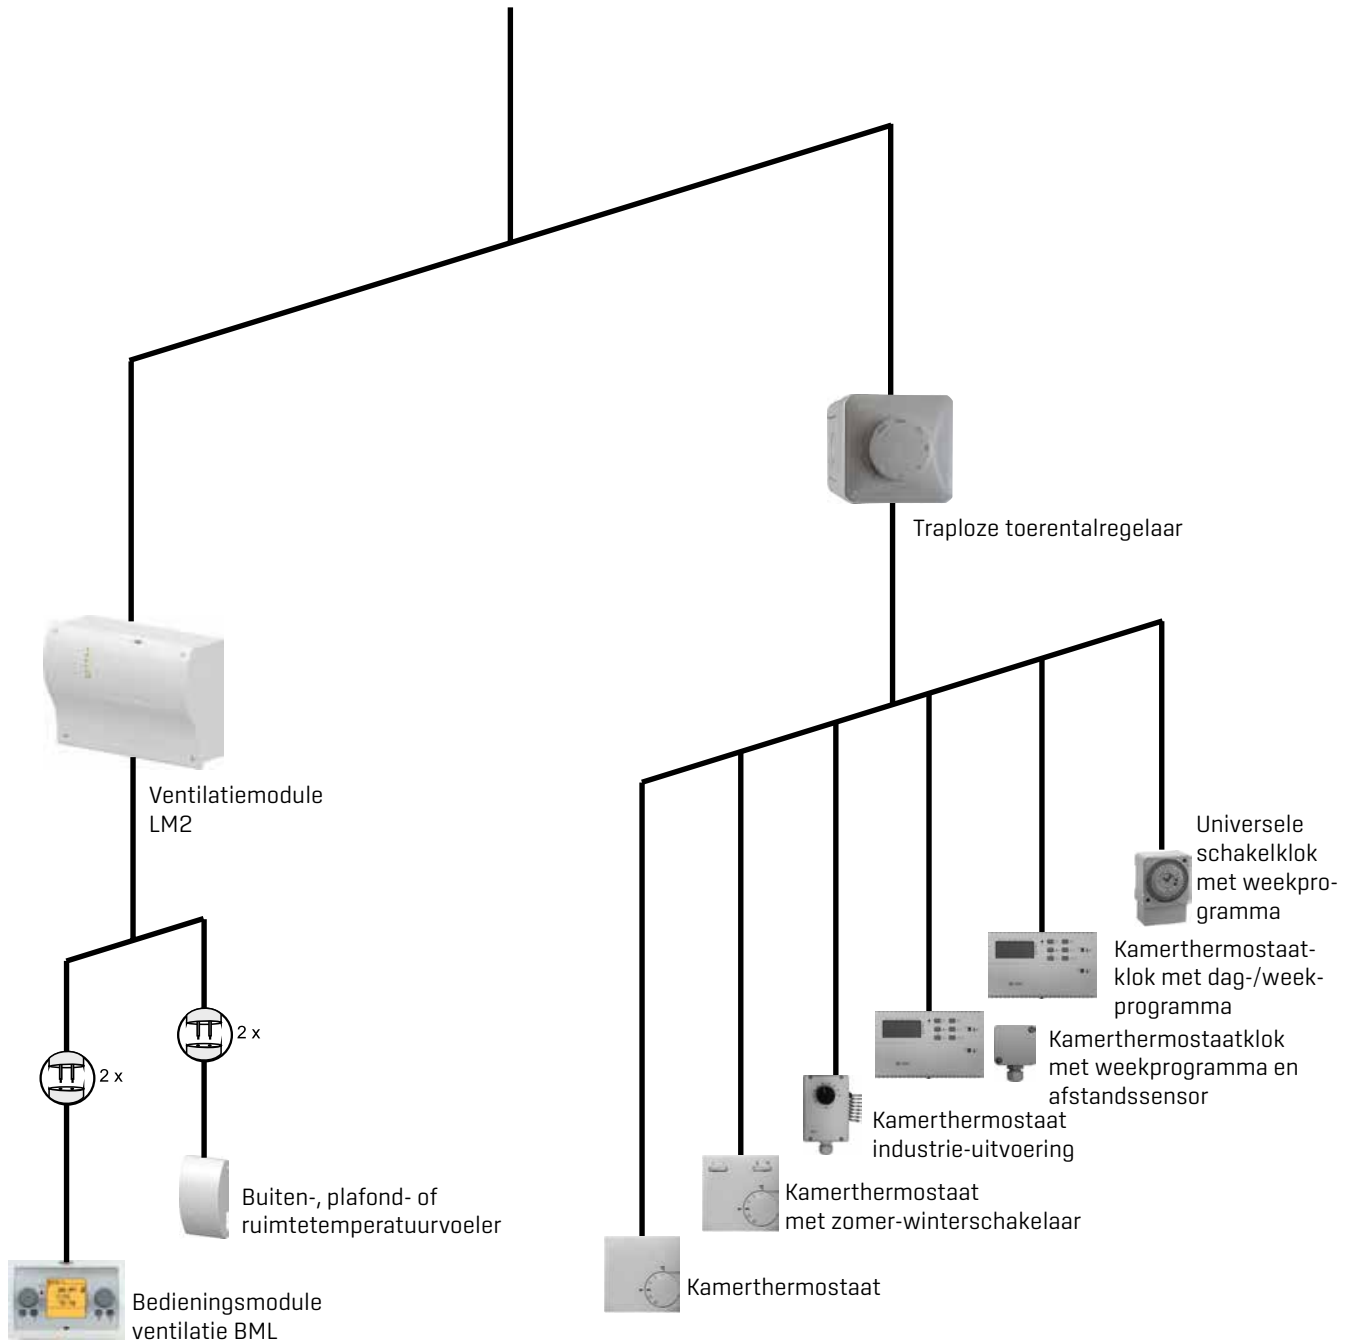 Traploze toerentalregelaar
Ventilatiemodule
LM2
Universele
schakelklok
met weekpro-
gramma
Kamerthermostaat-
klok met dag-/week-
programma
Kamerthermostaatklok
met weekprogramma en
afstandssensor
2 x
2 x
Kamerthermostaat
industrie-uitvoering
Buiten-, plafond- of
ruimtetemperatuurvoeler
Kamerthermostaat
met zomer-winterschakelaar
Kamerthermostaat
Bedieningsmodule
ventilatie BML